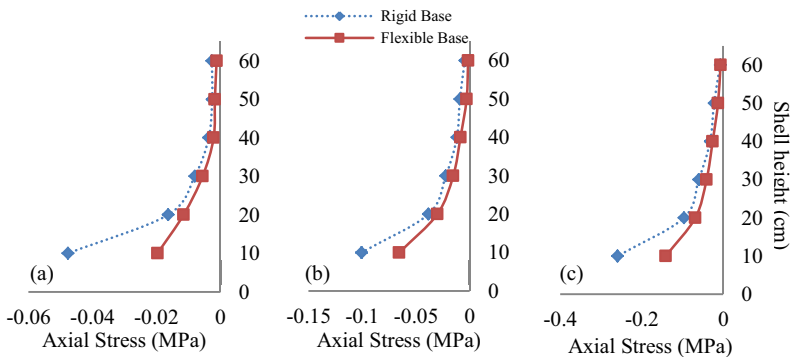 Rigid Base
Flexible Base
60
50
40
30
20
10
0
(a)
-0.06 -0.04 -0.02 0
Axial Stress (MPa)
60
50
40
30
20
10
0
(b)
-0.15 -0.1 -0.05 0
Axial Stress (MPa)
60
50
40
30
20
10
0
(c)
-0.4 -0.2 0
Axial Stress (MPa)
Shell height (cm)